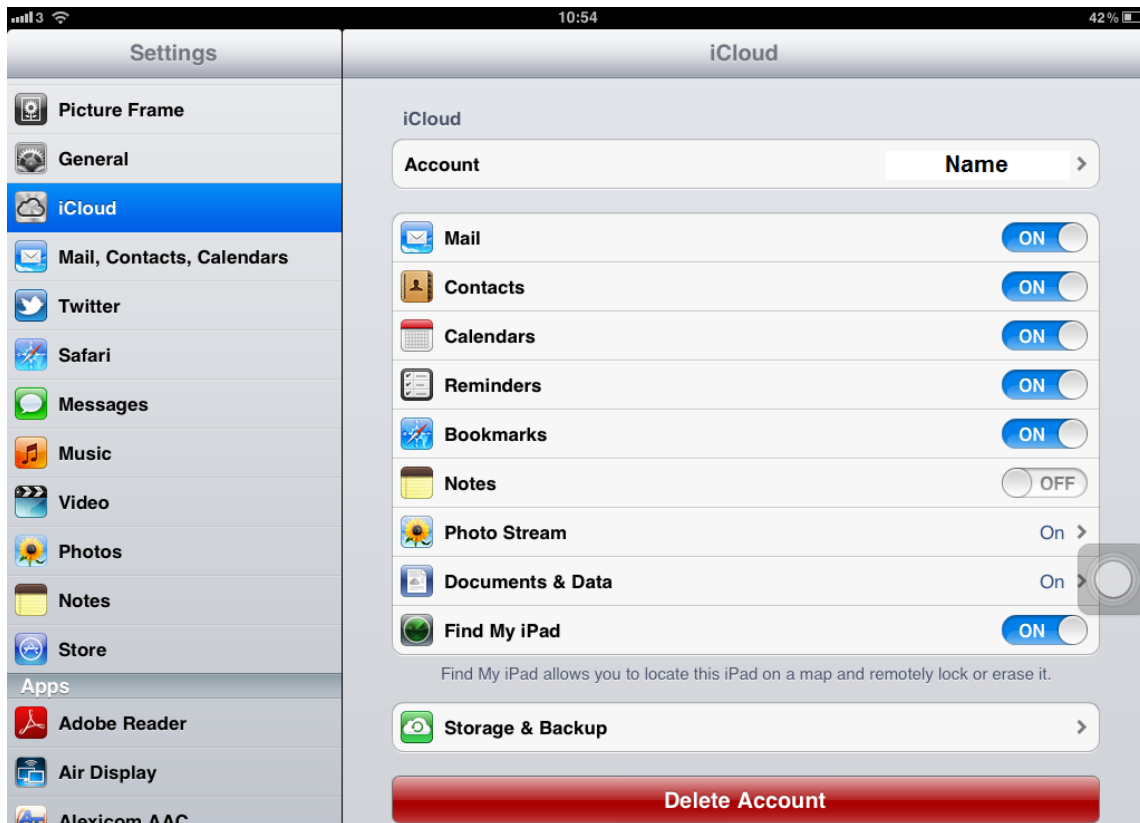 3 10:54 42%
Settings
Picture Frame
General
iCloud
Mail, Contacts, Calendars
Twitter
Safari
Messages
Music
Video
Photos
Notes
Store
Apps
Adobe Reader
Air Display
Alexicom AAC
iCloud
iCloud
Account Name
Mail ON
Contacts ON
Calendars ON
Reminders ON
Bookmarks ON
Notes OFF
Photo Stream On
Documents & Data On
Find My iPad ON
Find My iPad allows you to locate this iPad on a map and remotely lock or erase it.
Storage & Backup
Delete Account